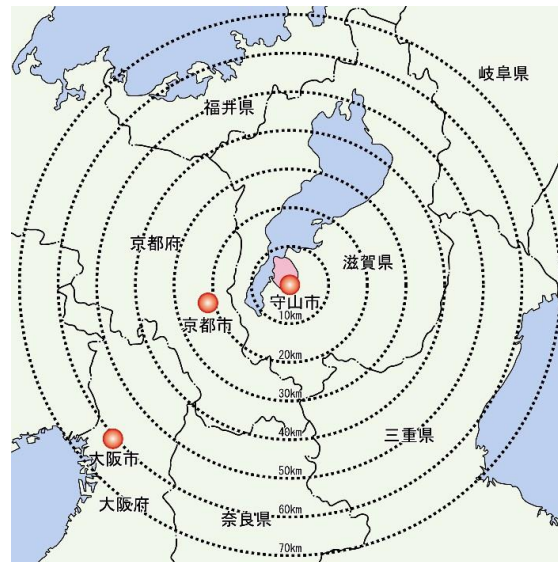 岐阜県
福井県
京都府
滋賀県
守山市
京都市
10km
20km
30km
三重県
40km
大阪市
50km
大阪府
奈良県
60km
70km